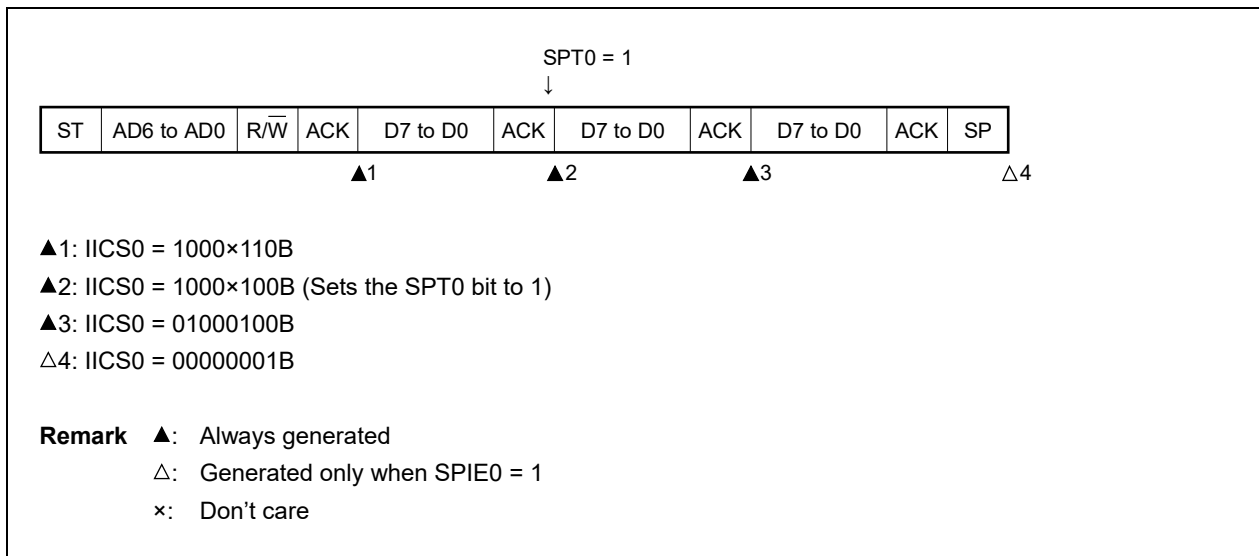 SPT0 = 1
↓
ST AD6 to AD0 R/W̅ ACK D7 to D0 ACK D7 to D0 ACK D7 to D0 ACK SP
▲1 ▲2 ▲3 △4
▲1: IICS0 = 1000×110B
▲2: IICS0 = 1000×100B (Sets the SPT0 bit to 1)
▲3: IICS0 = 01000100B
△4: IICS0 = 00000001B
Remark ▲: Always generated
△: Generated only when SPIE0 = 1
×: Don’t care